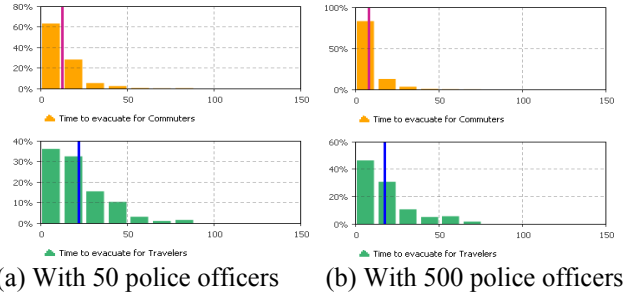 80%
60%
40%
20%
0%
0 50 100 150
Time to evacuate for Commuters
100%
50%
0%
0 50 100 150
Time to evacuate for Commuters
40%
30%
20%
10%
0%
0 50 100 150
Time to evacuate for Travelers
60%
40%
20%
0%
0 50 100 150
Time to evacuate for Travelers
(a) With 50 police officers
(b) With 500 police officers